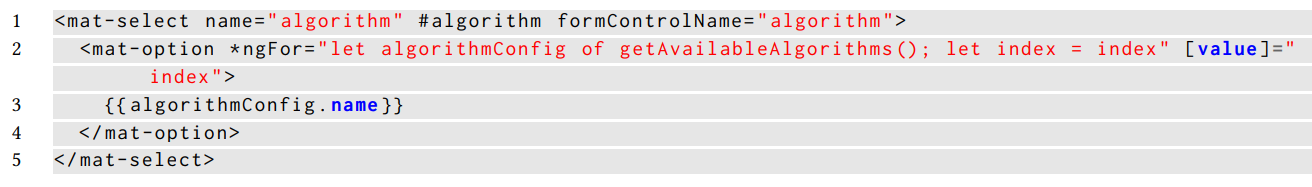 1 <mat-select name="algorithm" #algorithm formControlName="algorithm">
2 <mat-option *ngFor="let algorithmConfig of getAvailableAlgorithms(); let index = index" [value]="
index">
3 {{algorithmConfig.name}}
4 </mat-option>
5 </mat-select>